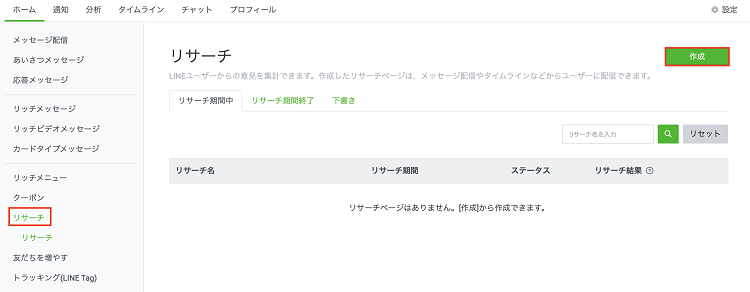 ホーム 通知 分析 タイムライン チャット プロフィール 設定
メッセージ配信
あいさつメッセージ
応答メッセージ
リッチメッセージ
リッチビデオメッセージ
カードタイプメッセージ
リッチメニュー
クーポン
リサーチ
リサーチ
友だちを増やす
トラッキング(LINE Tag)
リサーチ 作成
LINEユーザーからの意見を集計できます。作成したリサーチページは、メッセージ配信やタイムラインなどからユーザーに配信できます。
リサーチ期間中 リサーチ期間終了 下書き
リサーチ名を入力 リセット
リサーチ名 リサーチ期間 ステータス リサーチ結果 ?
リサーチページはありません。[作成]から作成できます。